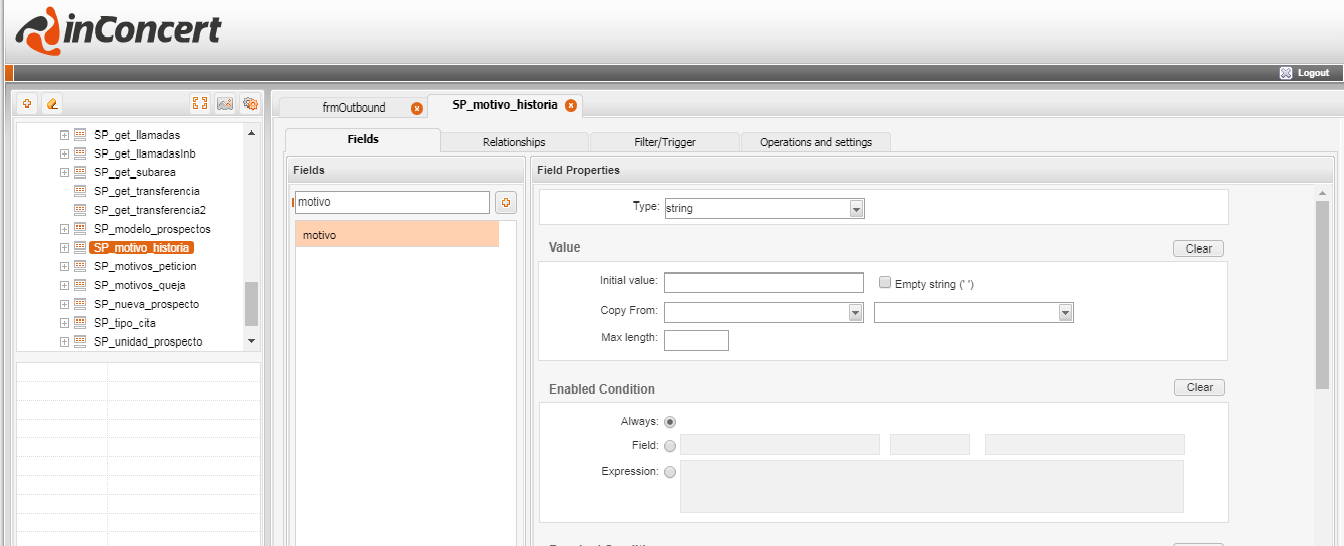 inConcert
Logout
frmOutbound
SP_motivo_historia
SP_get_llamadas
SP_get_llamadasInb
SP_get_subarea
SP_get_transferencia
SP_get_transferencia2
SP_modelo_prospectos
SP_motivo_historia
SP_motivos_peticion
SP_motivos_queja
SP_nueva_prospecto
SP_tipo_cita
SP_unidad_prospecto
Fields
Relationships
Filter/Trigger
Operations and settings
Fields
motivo
motivo
Field Properties
Type: string
Value
Clear
Initial value:
Empty string (' ')
Copy From:
Max length:
Enabled Condition
Clear
Always:
Field:
Expression: